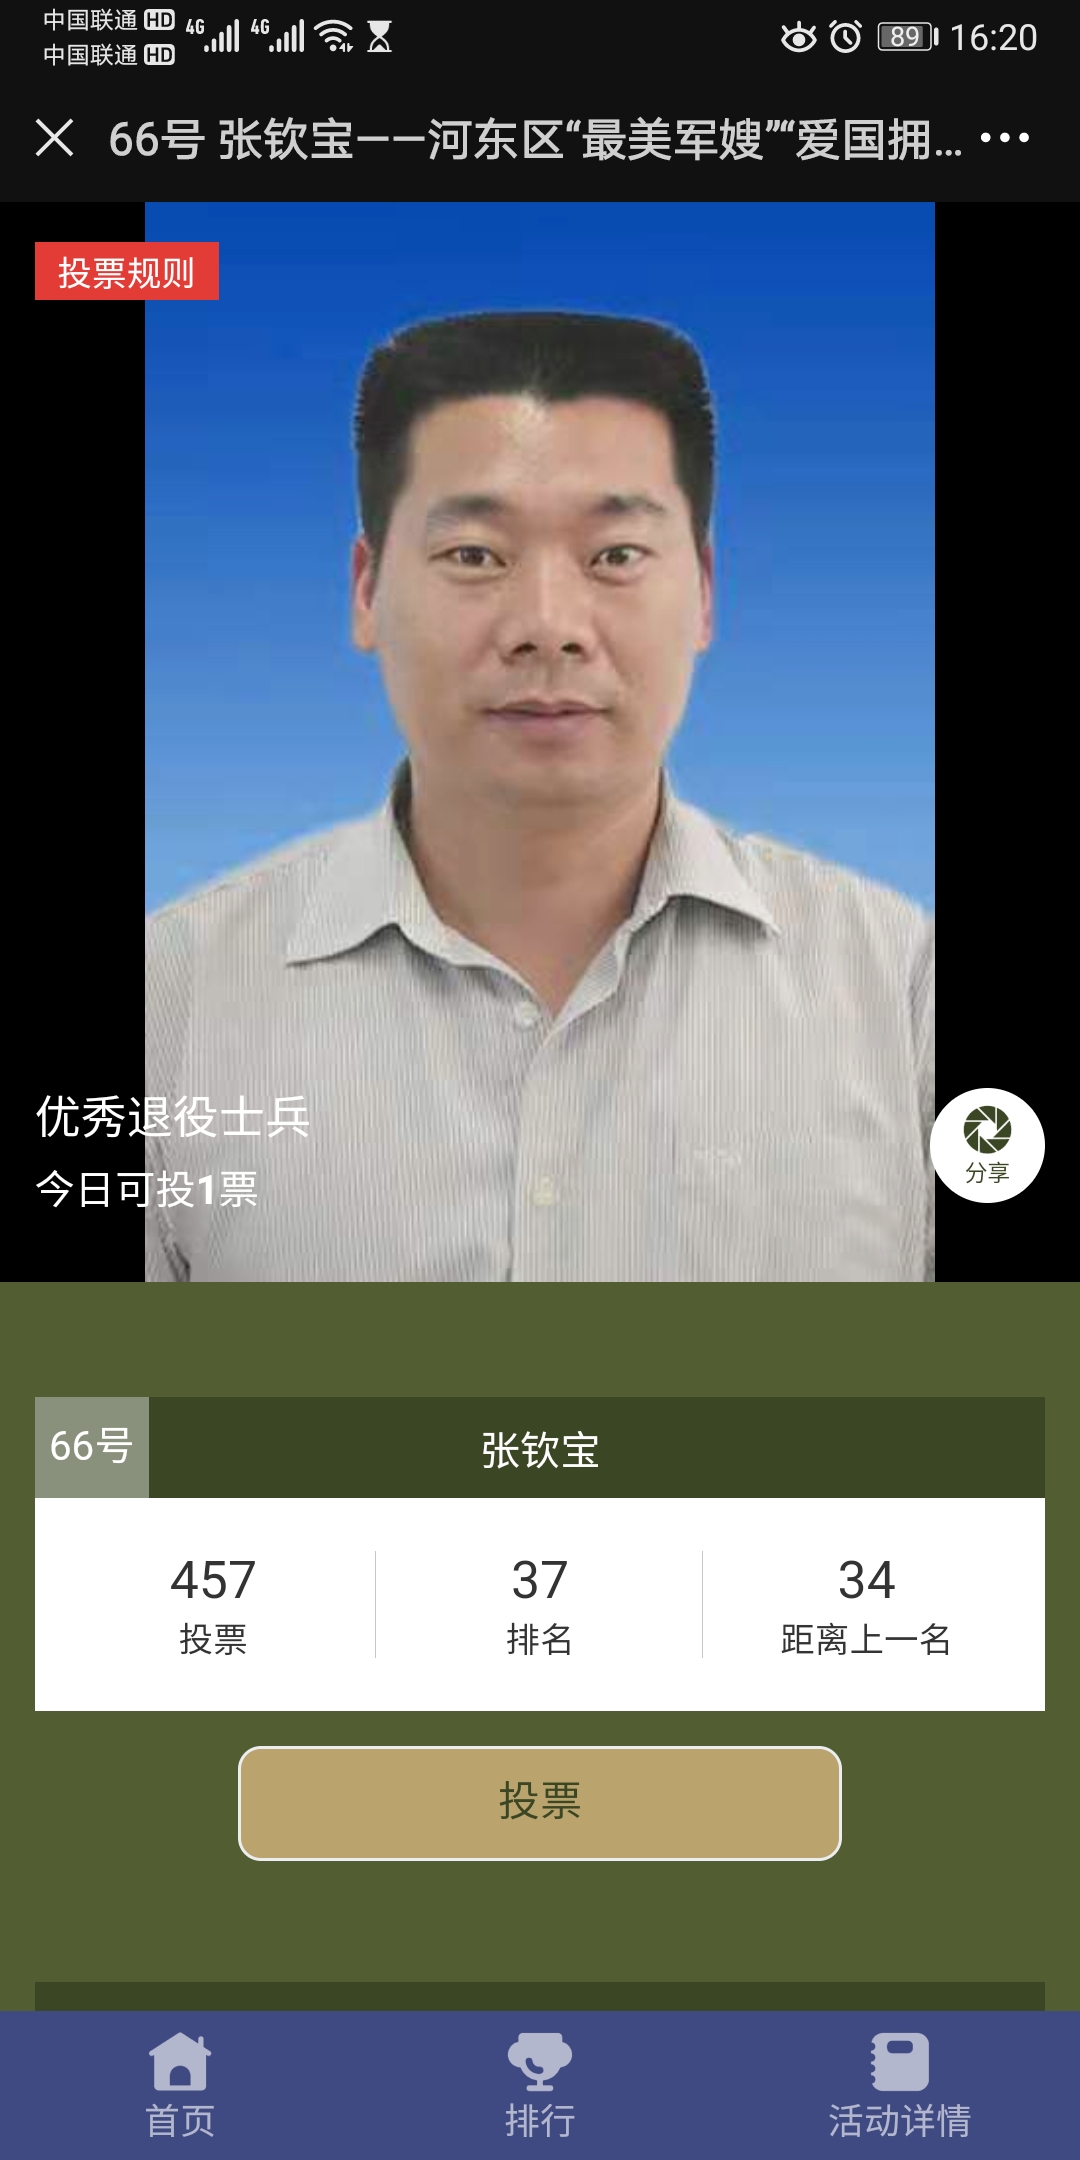 中国联通 HD 4G 4G
中国联通 HD
89 16:20
66号 张钦宝——河东区“最美军嫂”“爱国拥...
投票规则
优秀退役士兵
今日可投1票
分享
66号
张钦宝
457 37 34
投票 排名 距离上一名
投票
首页 排行 活动详情